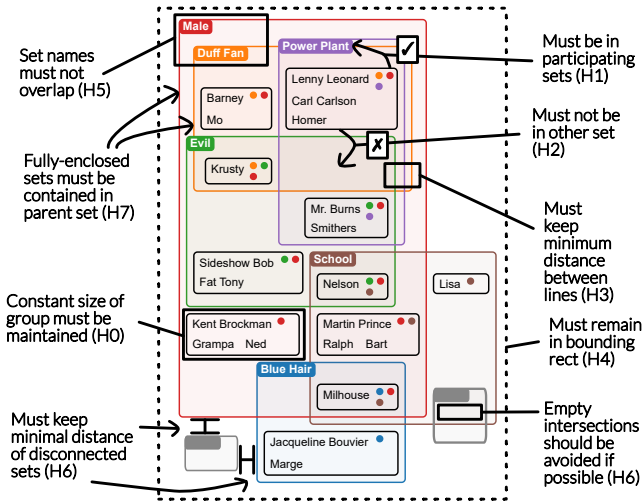 Male
Duff Fan
Power Plant
✓
Set names
must not
overlap (H5)
Must be in
participating
sets (H1)
Lenny Leonard
Carl Carlson
Homer
Barney
Mo
Must not be
in other set
(H2)
✗
Evil
Krusty
Fully-enclosed
sets must be
contained in
parent set (H7)
Mr. Burns
Smithers
Must
keep
minimum
distance
between
lines (H3)
Sideshow Bob
Fat Tony
School
Nelson
Lisa
Constant size of
group must be
maintained (H0)
Kent Brockman
Grampa Ned
Martin Prince
Ralph Bart
Must remain
in bounding
rect (H4)
Blue Hair
Milhouse
Must keep
minimal distance
of disconnected
sets (H6)
Jacqueline Bouvier
Marge
Empty
intersections
should be
avoided if
possible (H6)